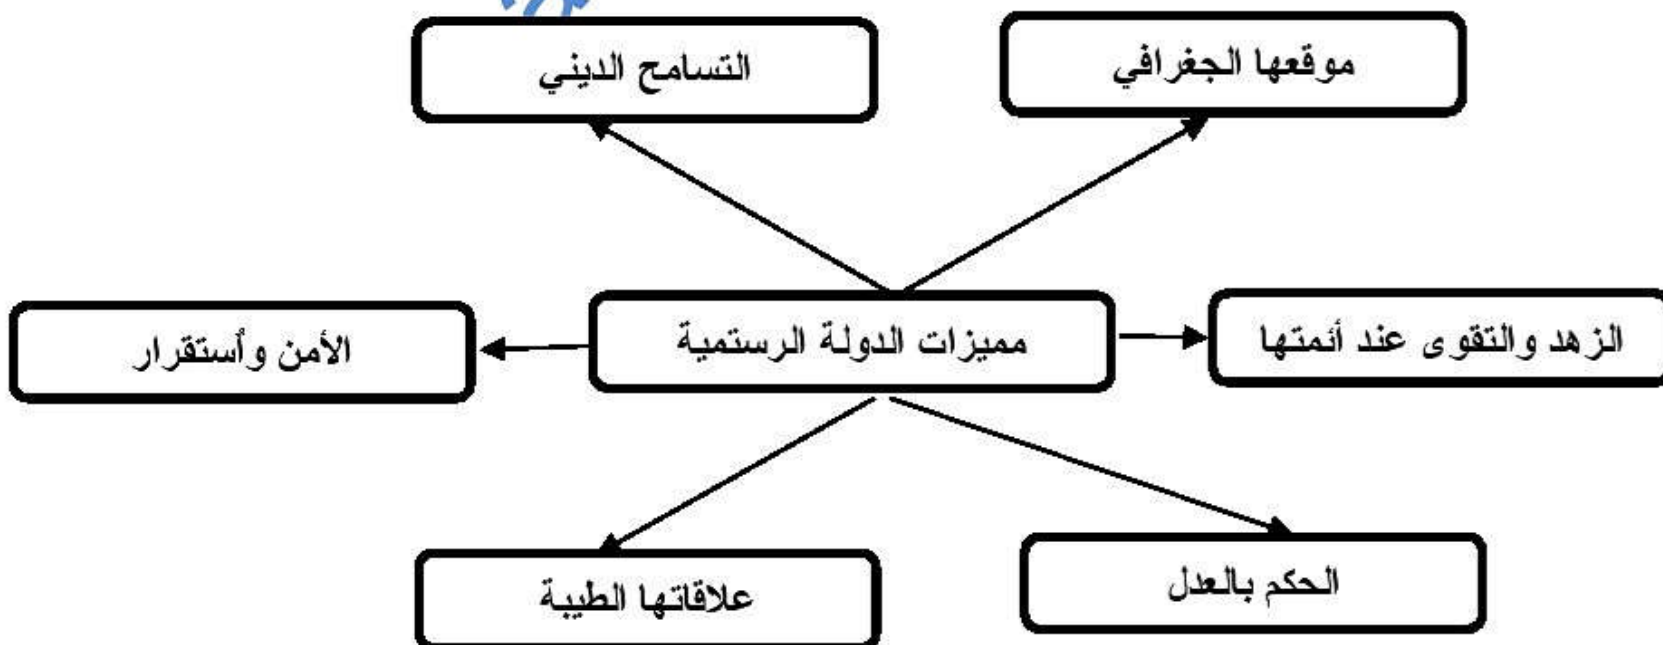 موقعها الجغرافي
التسامح الديني
الزهد والتقوى عند أئمتها
مميزات الدولة الرستمية
الأمن وأستقرار
الحكم بالعدل
علاقاتها الطيبة